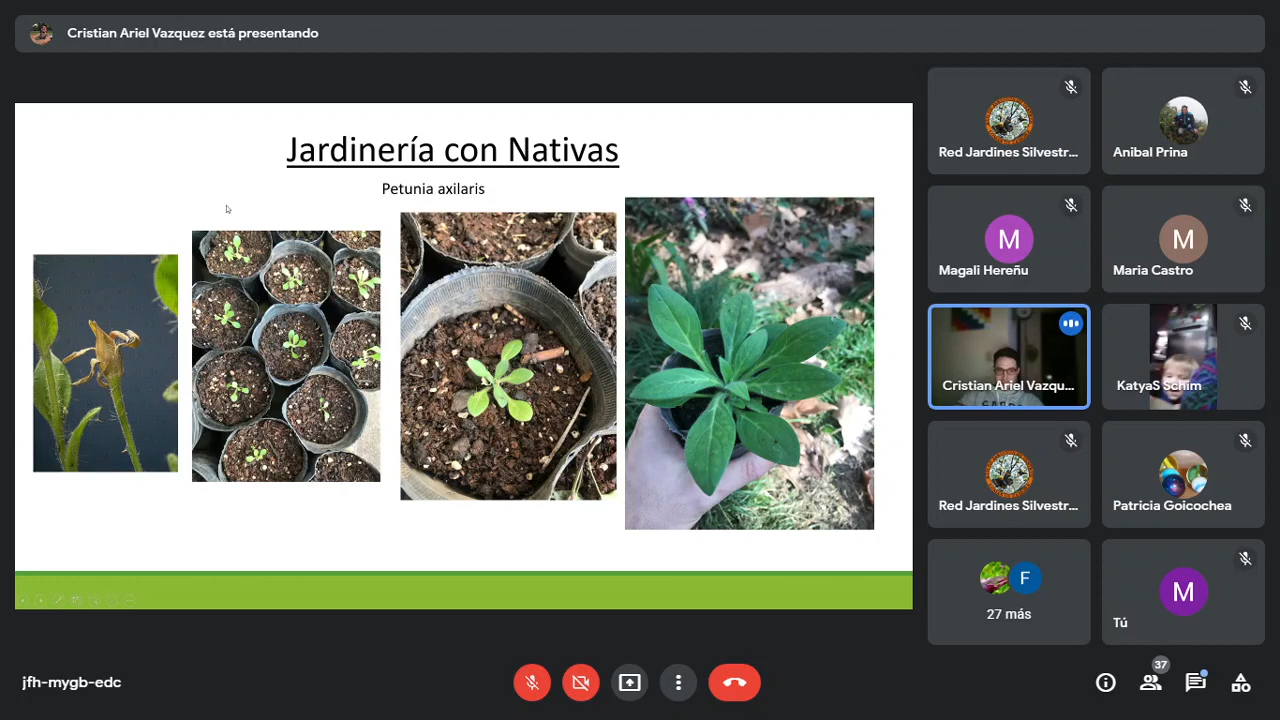 Cristian Ariel Vazquez está presentando
Jardinería con Nativas
Petunia axilaris
Red Jardines Silvestr...
Anibal Prina
M
Magali Hereñu
M
Maria Castro
Cristian Ariel Vazqu...
KatyaS Schim
Red Jardines Silvestr...
Patricia Goicochea
F
27 más
M
Tú
jfh-mygb-edc
37